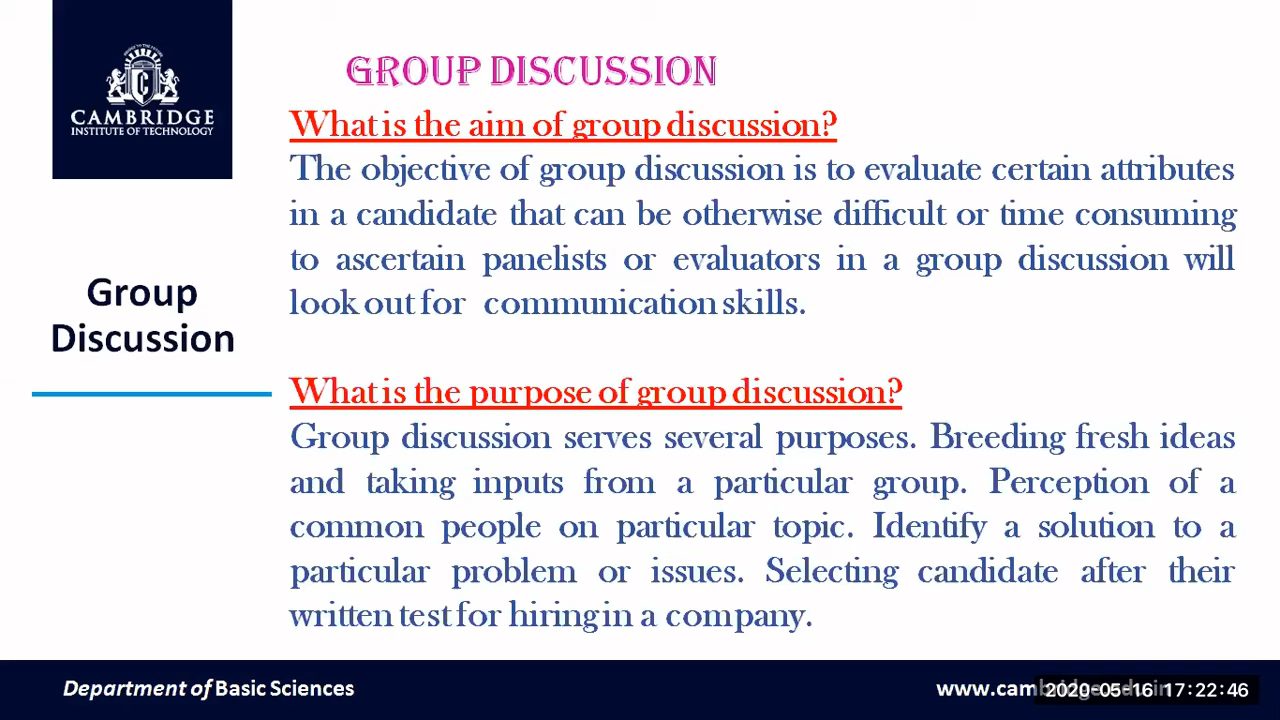 CAMBRIDGE
INSTITUTE OF TECHNOLOGY
Group
Discussion
GROUP DISCUSSION
What is the aim of group discussion?
The objective of group discussion is to evaluate certain attributes
in a candidate that can be otherwise difficult or time consuming
to ascertain panelists or evaluators in a group discussion will
look out for communication skills.
What is the purpose of group discussion?
Group discussion serves several purposes. Breeding fresh ideas
and taking inputs from a particular group. Perception of a
common people on particular topic. Identify a solution to a
particular problem or issues. Selecting candidate after their
written test for hiring in a company.
Department of Basic Sciences
2020-05-16 17:22:46